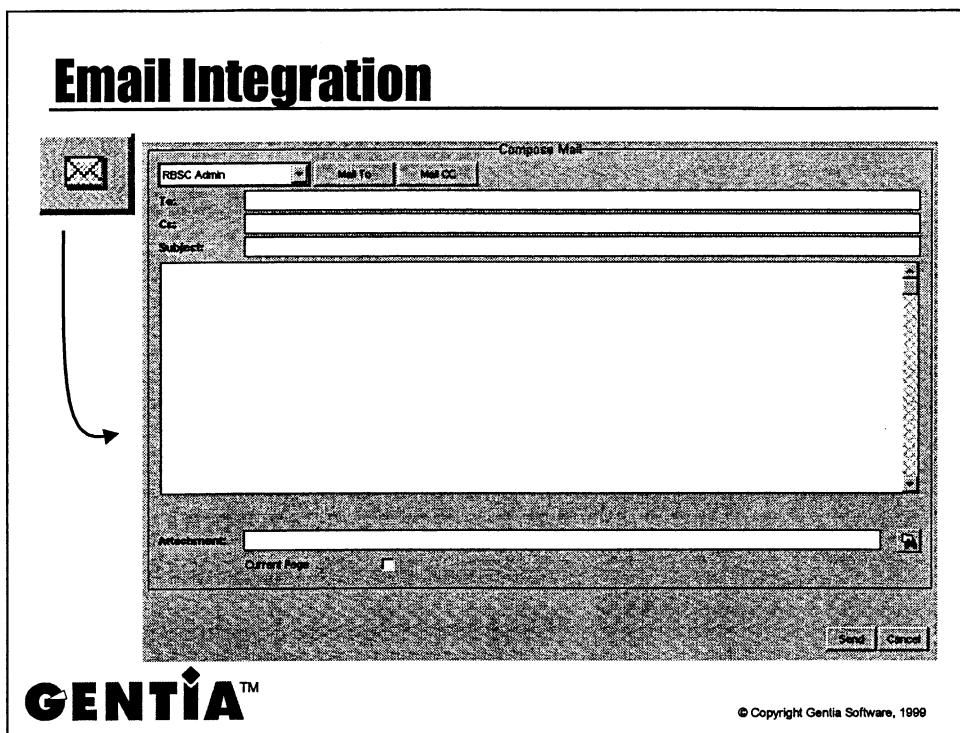 Email Integration
Compose Mail
RBSC Admin
Mail To
Mail CC
To:
Cc:
Subject:
Attachment:
Current Page
Send
Cancel
GENTIA™
© Copyright Gentia Software, 1999